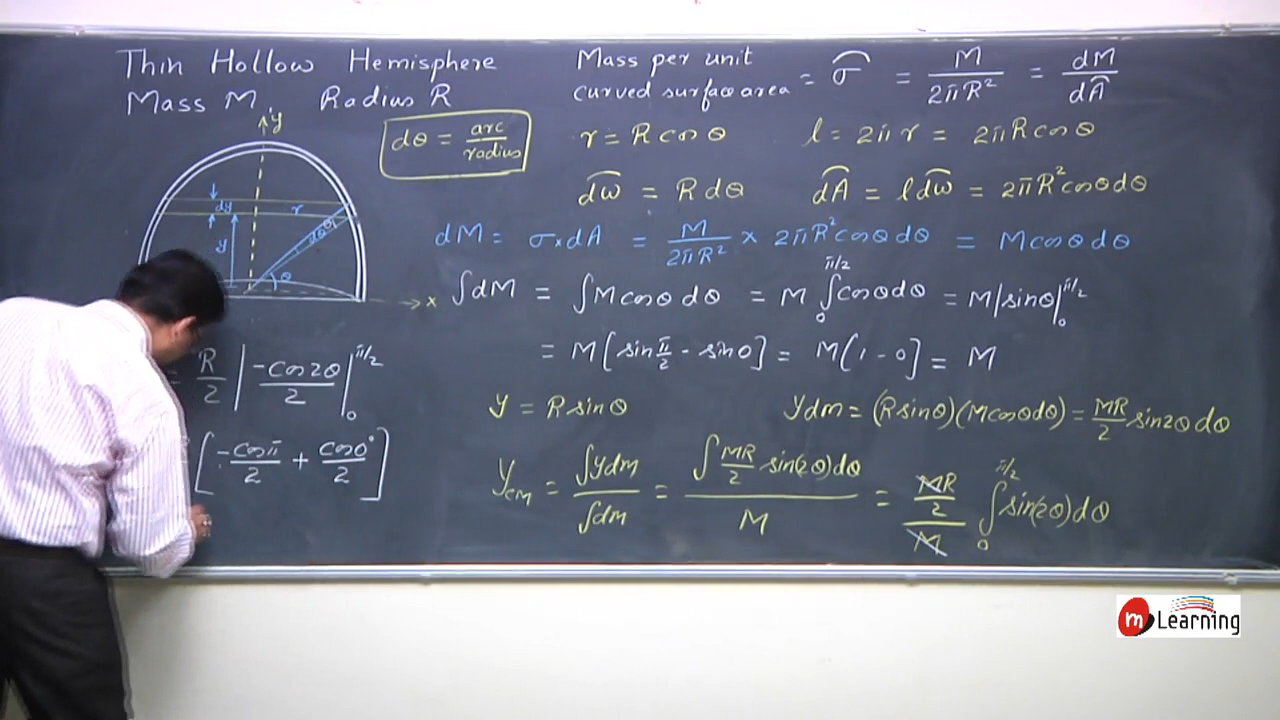 Thin Hollow Hemisphere
Mass M, Radius R
Mass per unit curved surface area = σ⌢ = M/2πR² = dM/dA⌢
dθ = arc/radius
r = R cos θ
l = 2πr = 2πR cos θ
dω⌢ = R dθ
dA⌢ = l dω⌢ = 2πR² cos θ dθ
y
dy
r
dθ
θ
y
θ
x
dM = σ × dA = M/2πR² × 2πR² cos θ dθ = M cos θ dθ
∫dM = ∫M cos θ dθ = M ∫₀^{π/2} cos θ dθ = M|sin θ|₀^{π/2}
= M[sin π/2 - sin 0] = M(1 - 0] = M
y = R sin θ
y dm = (R sin θ)(M cos θ dθ) = MR/2 sin 2θ dθ
y_CM = ∫y dm/∫dm = ∫ MR/2 sin(2θ) dθ / M = (MR/2)/M ∫₀^{π/2} sin(2θ) dθ
= R/2 |-cos 2θ/2|₀^{π/2}
[-cos π/2 + cos 0°/2]
m Learning